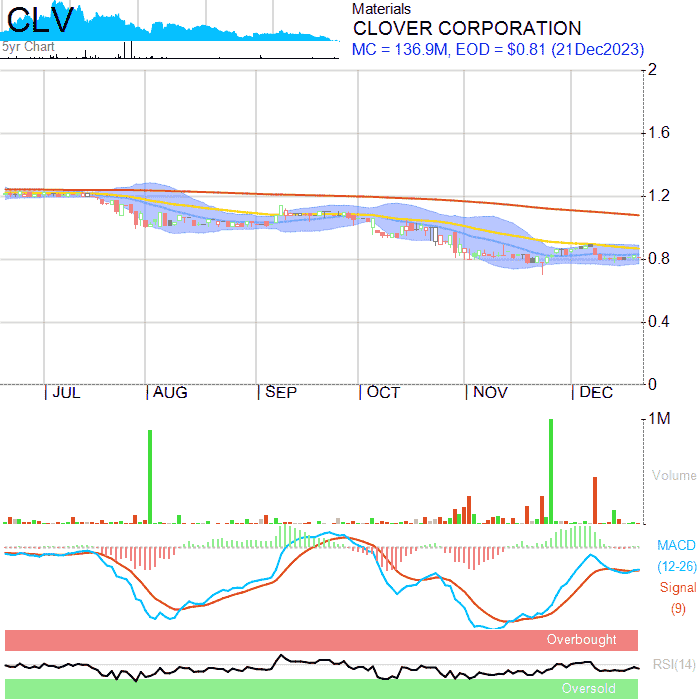 CLV
5yr Chart
Materials
CLOVER CORPORATION
MC = 136.9M, EOD = $0.81 (21Dec2023)
2
1.6
1.2
0.8
0.4
0
JUL AUG SEP OCT NOV DEC
1M
Volume
MACD
(12-26)
Signal
(9)
Overbought
RSI(14)
Oversold